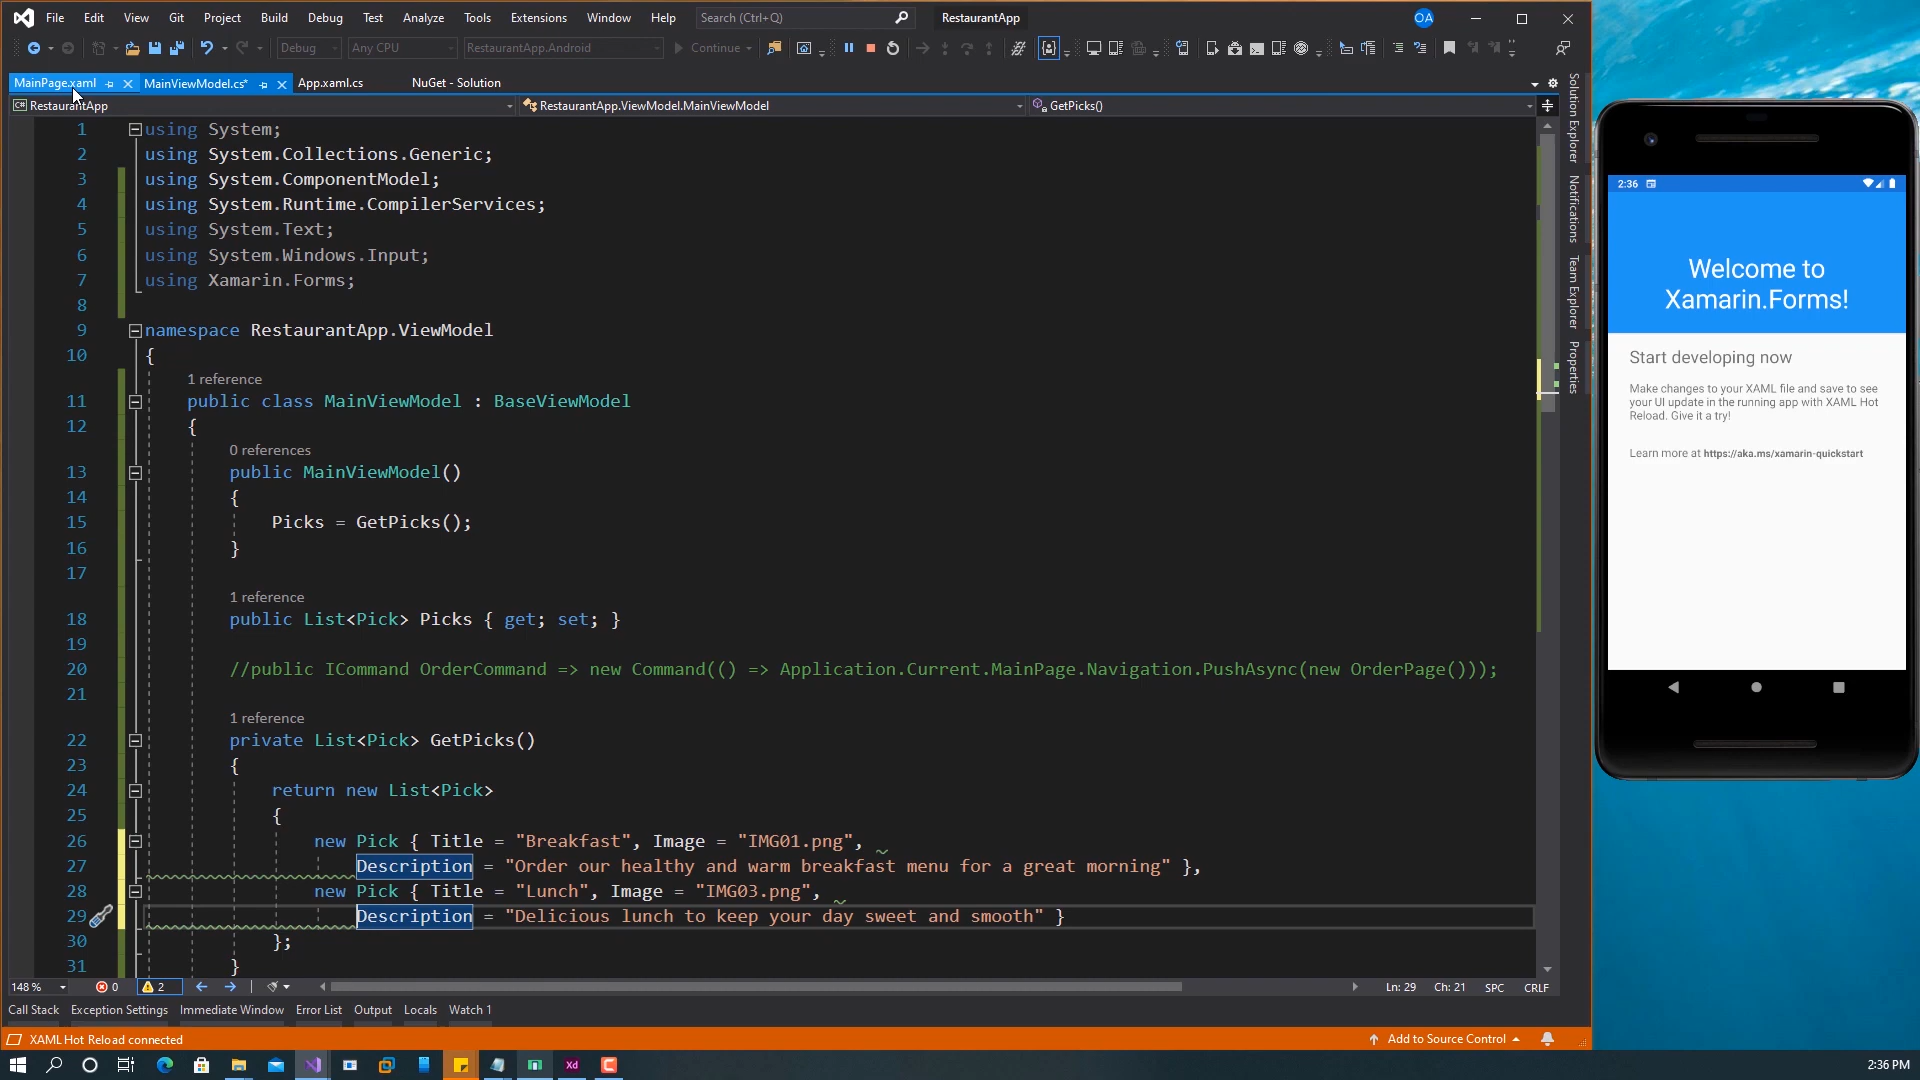 File Edit View Git Project Build Debug Test Analyze Tools Extensions Window Help Search (Ctrl+Q) RestaurantApp OA
Debug Any CPU RestaurantApp.Android Continue
MainPage.xaml MainViewModel.cs* App.xaml.cs NuGet - Solution
RestaurantApp RestaurantApp.ViewModel.MainViewModel GetPicks()
1 using System;
2 using System.Collections.Generic;
3 using System.ComponentModel;
4 using System.Runtime.CompilerServices;
5 using System.Text;
6 using System.Windows.Input;
7 using Xamarin.Forms;
8
9 namespace RestaurantApp.ViewModel
10 {
1 reference
11 public class MainViewModel : BaseViewModel
12 {
0 references
13 public MainViewModel()
14 {
15 Picks = GetPicks();
16 }
17
1 reference
18 public List<Pick> Picks { get; set; }
19
20 //public ICommand OrderCommand => new Command(() => Application.Current.MainPage.Navigation.PushAsync(new OrderPage()));
21
1 reference
22 private List<Pick> GetPicks()
23 {
24 return new List<Pick>
25 {
26 new Pick { Title = "Breakfast", Image = "IMG01.png",
27 Description = "Order our healthy and warm breakfast menu for a great morning" },
28 new Pick { Title = "Lunch", Image = "IMG03.png",
29 Description = "Delicious lunch to keep your day sweet and smooth" }
30 };
31 }
148 % 0 2 Ln: 29 Ch: 21 SPC CRLF
Call Stack Exception Settings Immediate Window Error List Output Locals Watch 1
XAML Hot Reload connected Add to Source Control
Solution Explorer
Notifications
Team Explorer
Properties
2:36
Welcome to
Xamarin.Forms!
Start developing now
Make changes to your XAML file and save to see
your UI update in the running app with XAML Hot
Reload. Give it a try!
Learn more at https://aka.ms/xamarin-quickstart
Xd
2:36 PM